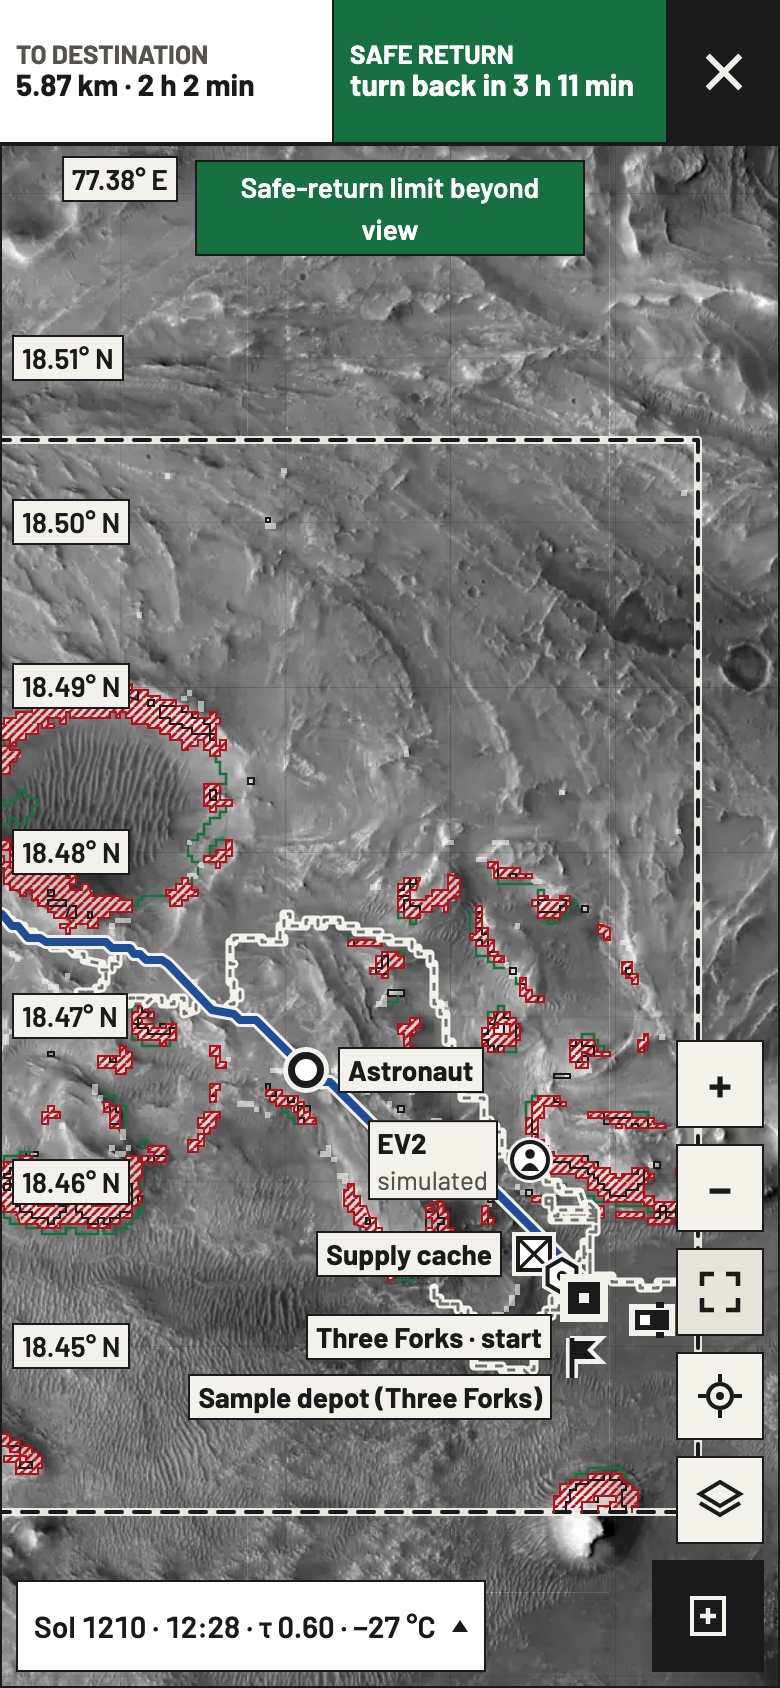 TO DESTINATION
5.87 km · 2 h 2 min
SAFE RETURN
turn back in 3 h 11 min
77.38° E
Safe-return limit beyond
view
18.51° N
18.50° N
18.49° N
18.48° N
18.47° N
Astronaut
EV2
simulated
18.46° N
Supply cache
Three Forks · start
18.45° N
Sample depot (Three Forks)
Sol 1210 · 12:28 · τ 0.60 · −27 °C